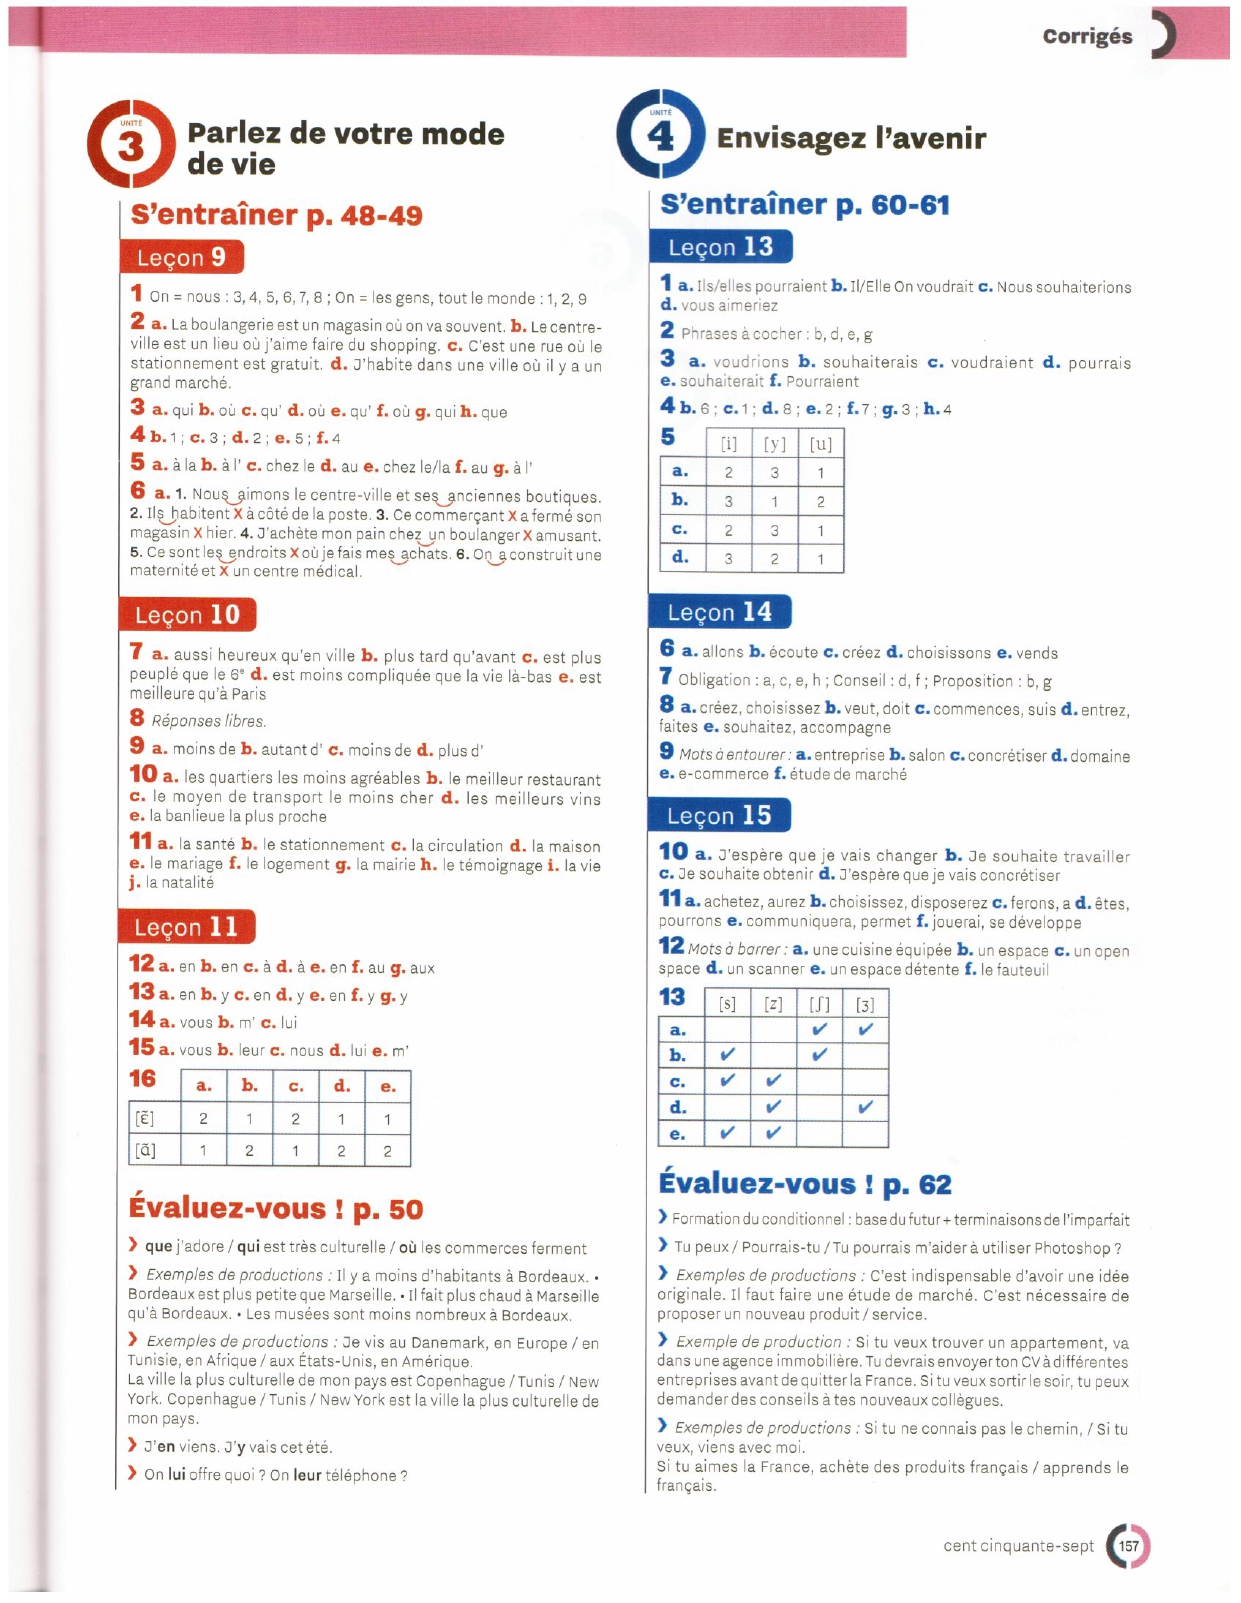 Corrigés
UNITÉ
3
Parlez de votre mode
de vie
S'entraîner p. 48-49
Leçon 9
1 On = nous : 3, 4, 5, 6, 7, 8 ; On = les gens, tout le monde : 1, 2, 9
2 a. La boulangerie est un magasin où on va souvent. b. Le centre-
ville est un lieu où j'aime faire du shopping. c. C'est une rue où le
stationnement est gratuit. d. J'habite dans une ville où il y a un
grand marché.
3 a. qui b. où c. qu' d. où e. qu' f. où g. qui h. que
4 b. 1 ; c. 3 ; d. 2 ; e. 5 ; f. 4
5 a. à la b. à l' c. chez le d. au e. chez le/la f. au g. à l'
6 a. 1. Nous aimons le centre-ville et ses anciennes boutiques.
2. Ils habitent X à côté de la poste. 3. Ce commerçant X a fermé son
magasin X hier. 4. J'achète mon pain chez un boulanger X amusant.
5. Ce sont les endroits X où je fais mes achats. 6. On a construit une
maternité et X un centre médical.
Leçon 10
7 a. aussi heureux qu'en ville b. plus tard qu'avant c. est plus
peuplé que le 6e d. est moins compliquée que la vie là-bas e. est
meilleure qu'à Paris
8 Réponses libres.
9 a. moins de b. autant d' c. moins de d. plus d'
10 a. les quartiers les moins agréables b. le meilleur restaurant
c. le moyen de transport le moins cher d. les meilleurs vins
e. la banlieue la plus proche
11 a. la santé b. le stationnement c. la circulation d. la maison
e. le mariage f. le logement g. la mairie h. le témoignage i. la vie
j. la natalité
Leçon 11
12 a. en b. en c. à d. à e. en f. au g. aux
13 a. en b. y c. en d. y e. en f. y g. y
14 a. vous b. m' c. lui
15 a. vous b. leur c. nous d. lui e. m'
16 a. b. c. d. e.
[ɛ̃] 2 1 2 1 1
[ɑ̃] 1 2 1 2 2
Évaluez-vous ! p. 50
❯ que j'adore / qui est très culturelle / où les commerces ferment
❯ Exemples de productions : Il y a moins d'habitants à Bordeaux. •
Bordeaux est plus petite que Marseille. • Il fait plus chaud à Marseille
qu'à Bordeaux. • Les musées sont moins nombreux à Bordeaux.
❯ Exemples de productions : Je vis au Danemark, en Europe / en
Tunisie, en Afrique / aux États-Unis, en Amérique.
La ville la plus culturelle de mon pays est Copenhague / Tunis / New
York. Copenhague / Tunis / New York est la ville la plus culturelle de
mon pays.
❯ J'en viens. J'y vais cet été.
❯ On lui offre quoi ? On leur téléphone ?
UNITÉ
4
Envisagez l'avenir
S'entraîner p. 60-61
Leçon 13
1 a. Ils/elles pourraient b. Il/Elle On voudrait c. Nous souhaiterions
d. vous aimeriez
2 Phrases à cocher : b, d, e, g
3 a. voudrions b. souhaiterais c. voudraient d. pourrais
e. souhaiterait f. Pourraient
4 b. 6 ; c. 1 ; d. 8 ; e. 2 ; f. 7 ; g. 3 ; h. 4
5 [i] [y] [u]
a. 2 3 1
b. 3 1 2
c. 2 3 1
d. 3 2 1
Leçon 14
6 a. allons b. écoute c. créez d. choisissons e. vends
7 Obligation : a, c, e, h ; Conseil : d, f ; Proposition : b, g
8 a. créez, choisissez b. veut, doit c. commences, suis d. entrez,
faites e. souhaitez, accompagne
9 Mots à entourer : a. entreprise b. salon c. concrétiser d. domaine
e. e-commerce f. étude de marché
Leçon 15
10 a. J'espère que je vais changer b. Je souhaite travailler
c. Je souhaite obtenir d. J'espère que je vais concrétiser
11 a. achetez, aurez b. choisissez, disposerez c. ferons, a d. êtes,
pourrons e. communiquera, permet f. jouerai, se développe
12 Mots à barrer : a. une cuisine équipée b. un espace c. un open
space d. un scanner e. un espace détente f. le fauteuil
13 [s] [z] [ʃ] [ʒ]
a. ✔ ✔
b. ✔ ✔
c. ✔ ✔
d. ✔ ✔
e. ✔ ✔
Évaluez-vous ! p. 62
❯ Formation du conditionnel : base du futur + terminaisons de l'imparfait
❯ Tu peux / Pourrais-tu / Tu pourrais m'aider à utiliser Photoshop ?
❯ Exemples de productions : C'est indispensable d'avoir une idée
originale. Il faut faire une étude de marché. C'est nécessaire de
proposer un nouveau produit / service.
❯ Exemple de production : Si tu veux trouver un appartement, va
dans une agence immobilière. Tu devrais envoyer ton CV à différentes
entreprises avant de quitter la France. Si tu veux sortir le soir, tu peux
demander des conseils à tes nouveaux collègues.
❯ Exemples de productions : Si tu ne connais pas le chemin, / Si tu
veux, viens avec moi.
Si tu aimes la France, achète des produits français / apprends le
français.
cent cinquante-sept 157